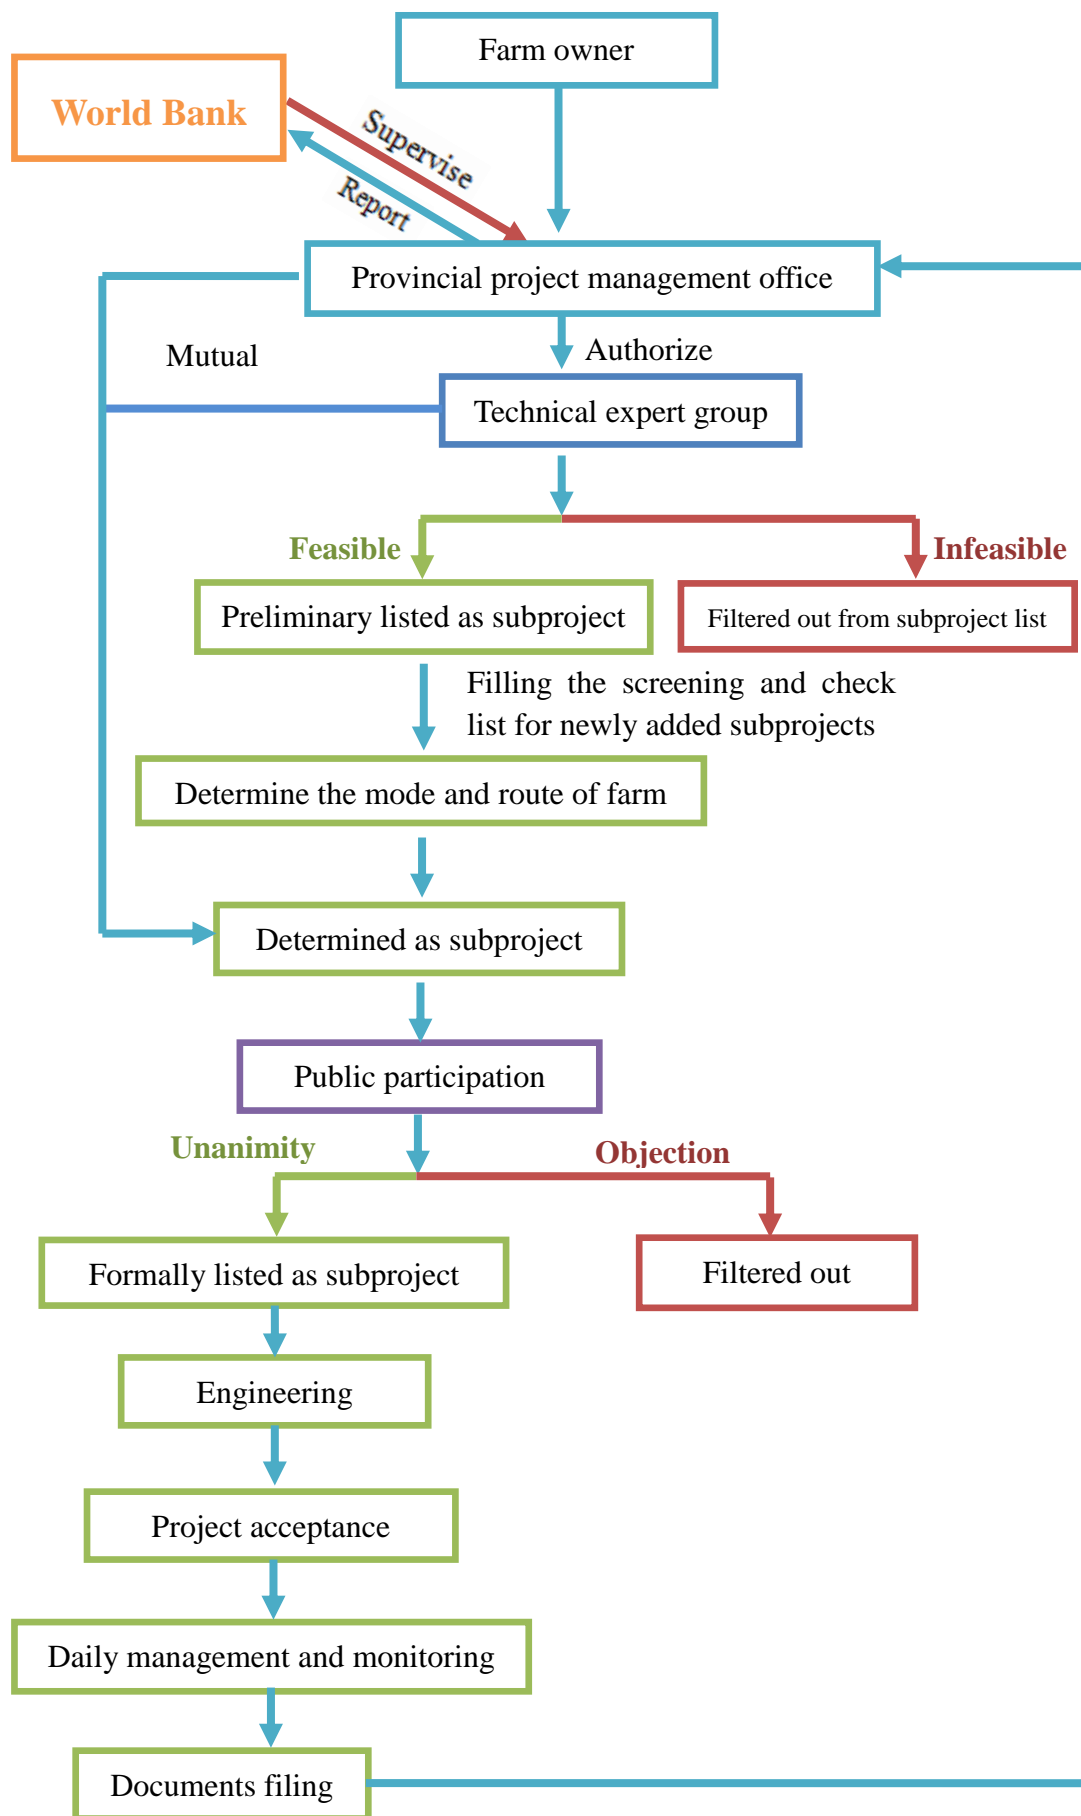 Farm owner
World Bank
Supervise
Report
Provincial project management office
Mutual
Authorize
Technical expert group
Feasible
Infeasible
Preliminary listed as subproject
Filtered out from subproject list
Filling the screening and check
list for newly added subprojects
Determine the mode and route of farm
Determined as subproject
Public participation
Unanimity
Objection
Formally listed as subproject
Filtered out
Engineering
Project acceptance
Daily management and monitoring
Documents filing